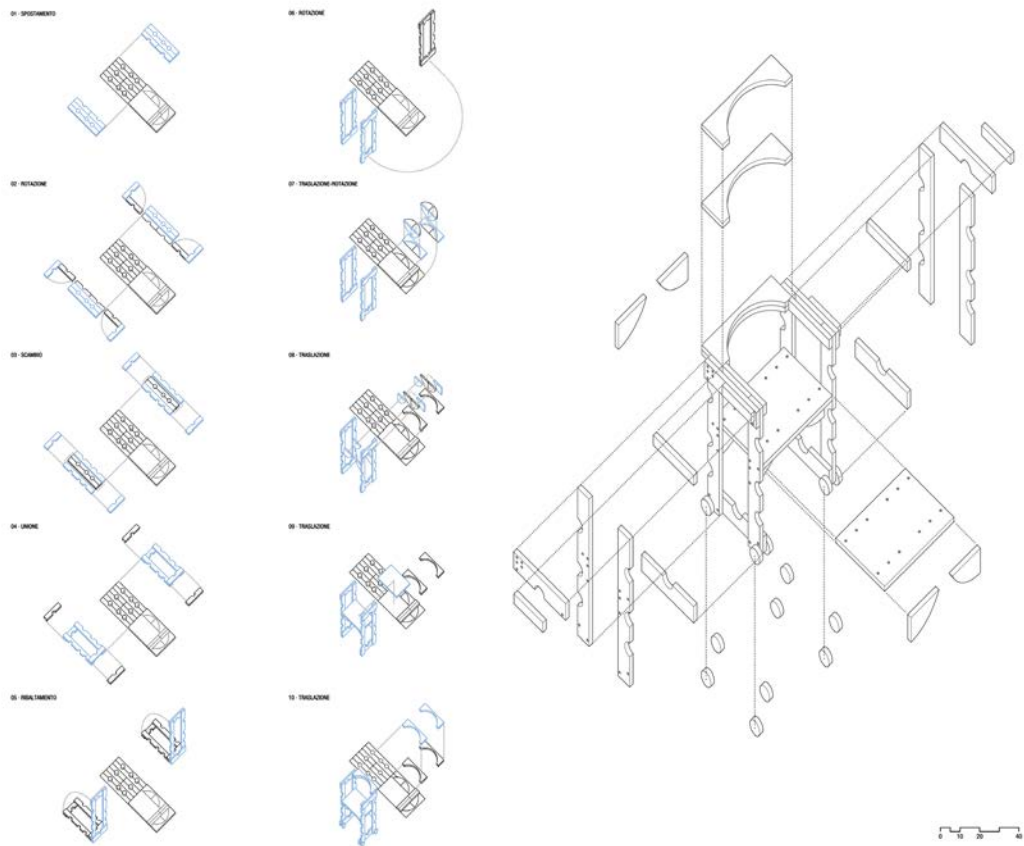 01 - SPOSTAMENTO
02 - ROTAZIONE
03 - SCAMBIO
04 - UNIONE
05 - RIBALTAMENTO
06 - ROTAZIONE
07 - TRASLAZIONE-ROTAZIONE
08 - TRASLAZIONE
09 - TRASLAZIONE
10 - TRASLAZIONE
0 10 20 40